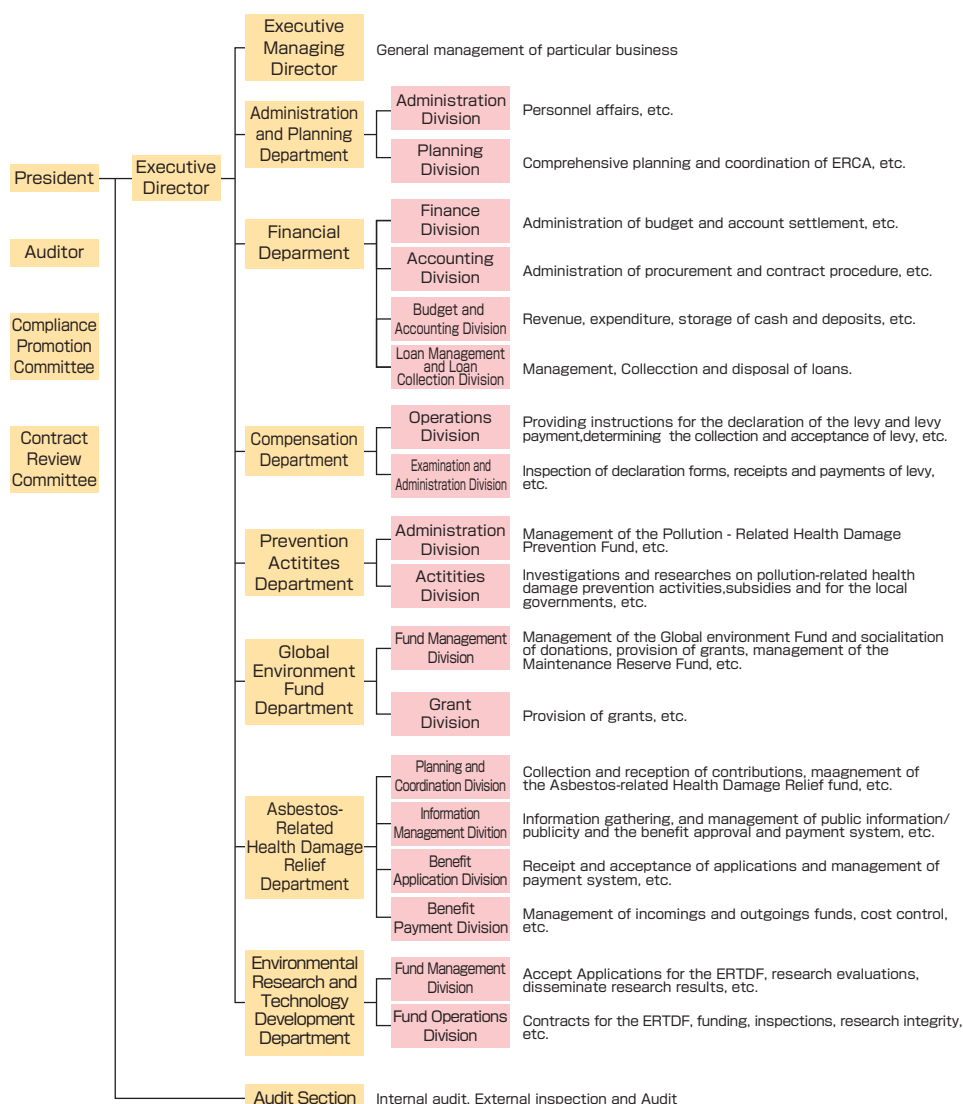 President
Auditor
Compliance
Promotion
Committee
Contract
Review
Committee
Executive
Director
Executive
Managing
Director
General management of particular business
Administration
and Planning
Department
Administration
Division
Personnel affairs, etc.
Planning
Division
Comprehensive planning and coordination of ERCA, etc.
Financial
Deparment
Finance
Division
Administration of budget and account settlement, etc.
Accounting
Division
Administration of procurement and contract procedure, etc.
Budget and
Accounting Division
Revenue, expenditure, storage of cash and deposits, etc.
Loan Management
and Loan
Collection Division
Management, Collecction and disposal of loans.
Compensation
Department
Operations
Division
Providing instructions for the declaration of the levy and levy
payment,determining the collection and acceptance of levy, etc.
Examination and
Administration Division
Inspection of declaration forms, receipts and payments of levy,
etc.
Prevention
Actitites
Department
Administration
Division
Management of the Pollution - Related Health Damage
Prevention Fund, etc.
Actitities
Division
Investigations and researches on pollution-related health
damage prevention activities,subsidies and for the local
governments, etc.
Global
Environment
Fund
Department
Fund Management
Division
Management of the Global environment Fund and socialitation
of donations, provision of grants, management of the
Maintenance Reserve Fund, etc.
Grant
Division
Provision of grants, etc.
Asbestos-
Related
Health Damage
Relief
Department
Planning and
Coordination Division
Collection and reception of contributions, maagnement of
the Asbestos-related Health Damage Relief fund, etc.
Information
Management Divition
Information gathering, and management of public information/
publicity and the benefit approval and payment system, etc.
Benefit
Application Division
Receipt and acceptance of applications and management of
payment system, etc.
Benefit
Payment Division
Management of incomings and outgoings funds, cost control,
etc.
Environmental
Research and
Technology
Development
Department
Fund Management
Division
Accept Applications for the ERTDF, research evaluations,
disseminate research results, etc.
Fund Operations
Division
Contracts for the ERTDF, funding, inspections, research integrity,
etc.
Audit Section
Internal audit, External inspection and Audit